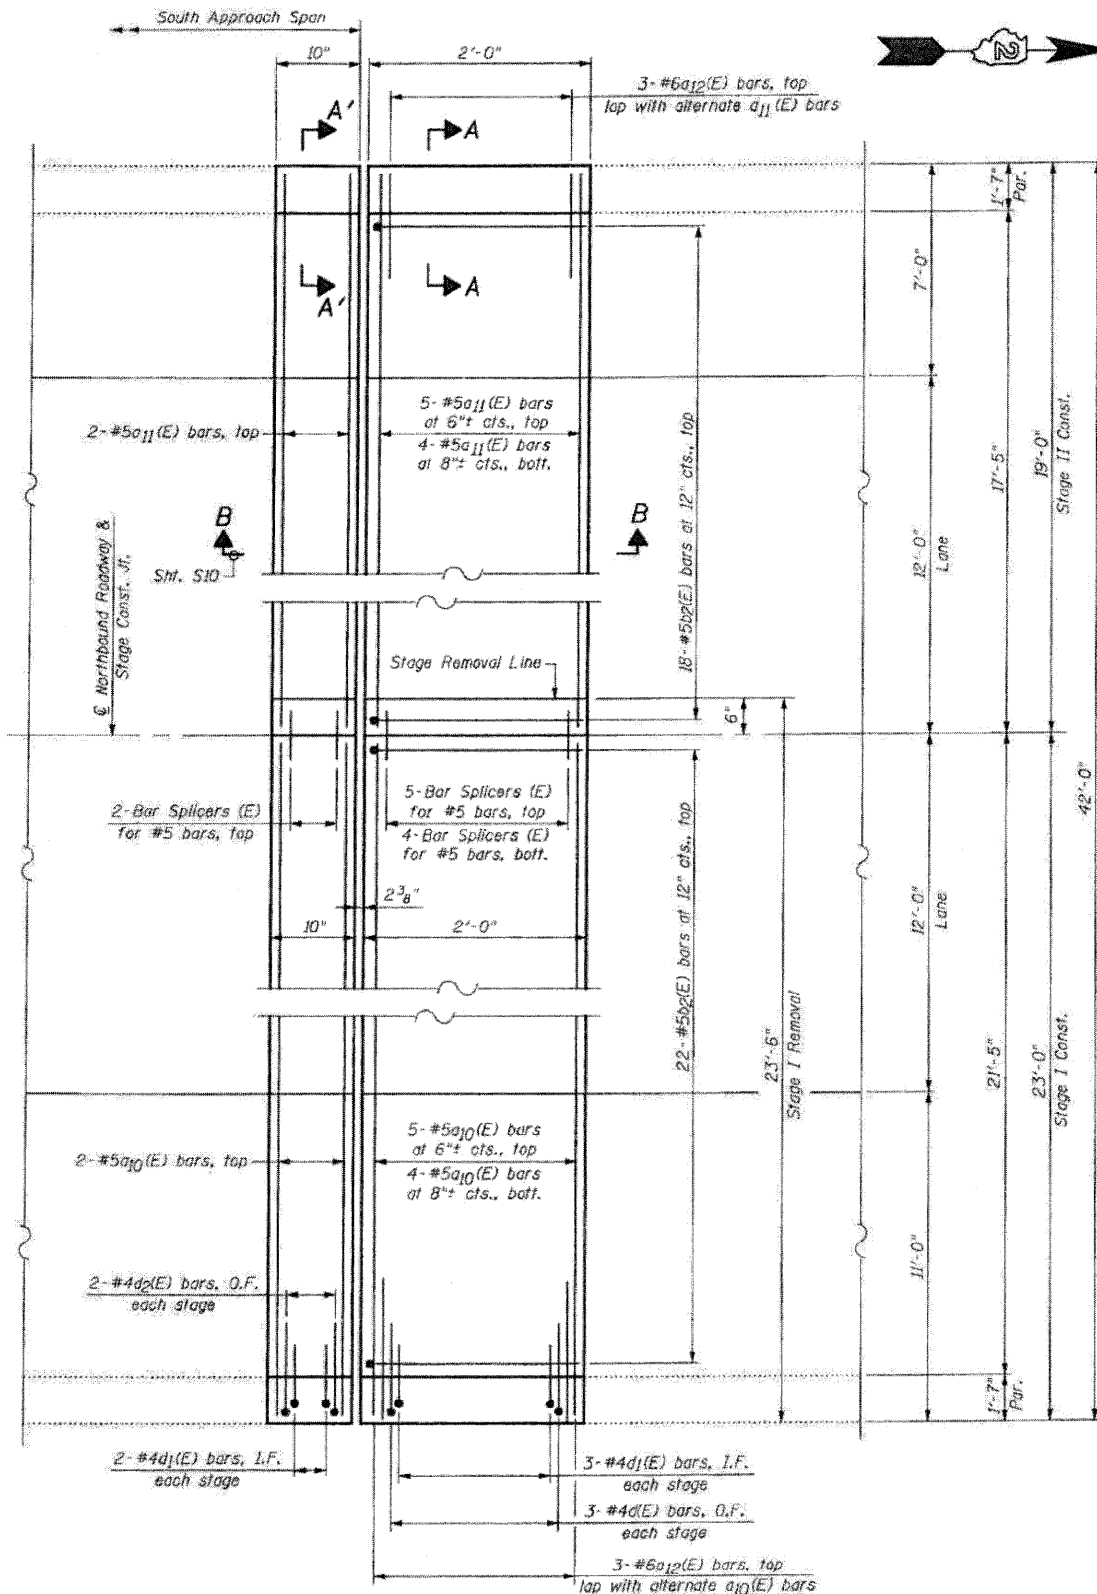 South Approach Span
10"
2'-0"
2
3-#6a12(E) bars, top
lap with alternate a11(E) bars
A'
A
1'-7"
Par.
7'-0"
A'
A
2-#5a11(E) bars, top
5-#5a11(E) bars
at 6"± cts., top
4-#5a11(E) bars
at 8"± cts., bott.
18-#5b2(E) bars at 12" cts., top
12'-0"
Lane
17'-5"
19'-0"
Stage II Const.
B
B
Sht. S10
℄ Northbound Roadway &
Stage Const. Jt.
Stage Removal Line
6"
42'-0"
2-Bar Splicers (E)
for #5 bars, top
5-Bar Splicers (E)
for #5 bars, top
4-Bar Splicers (E)
for #5 bars, bott.
2 3/8"
10"
2'-0"
22-#5b2(E) bars at 12" cts., top
23'-6"
Stage I Removal
12'-0"
Lane
21'-5"
23'-0"
Stage I Const.
2-#5a10(E) bars, top
5-#5a10(E) bars
at 6"± cts., top
4-#5a10(E) bars
at 8"± cts., bott.
11'-0"
2-#4d2(E) bars, O.F.
each stage
1'-7"
Par.
2-#4d1(E) bars, I.F.
each stage
3-#4d1(E) bars, I.F.
each stage
3-#4d(E) bars, O.F.
each stage
3-#6a12(E) bars, top
lap with alternate a10(E) bars